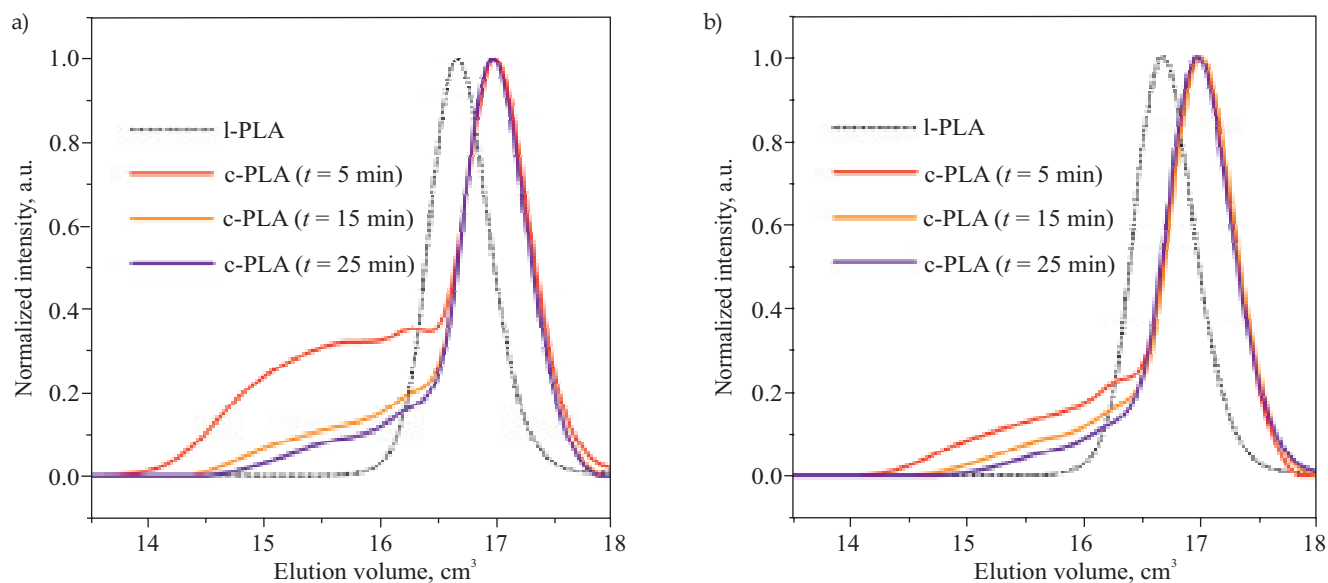 a)
Normalized intensity, a.u.
1.0
0.8
0.6
0.4
0.2
0.0
l-PLA
c-PLA (t = 5 min)
c-PLA (t = 15 min)
c-PLA (t = 25 min)
14 15 16 17 18
Elution volume, cm³
b)
Normalized intensity, a.u.
1.0
0.8
0.6
0.4
0.2
0.0
l-PLA
c-PLA (t = 5 min)
c-PLA (t = 15 min)
c-PLA (t = 25 min)
14 15 16 17 18
Elution volume, cm³